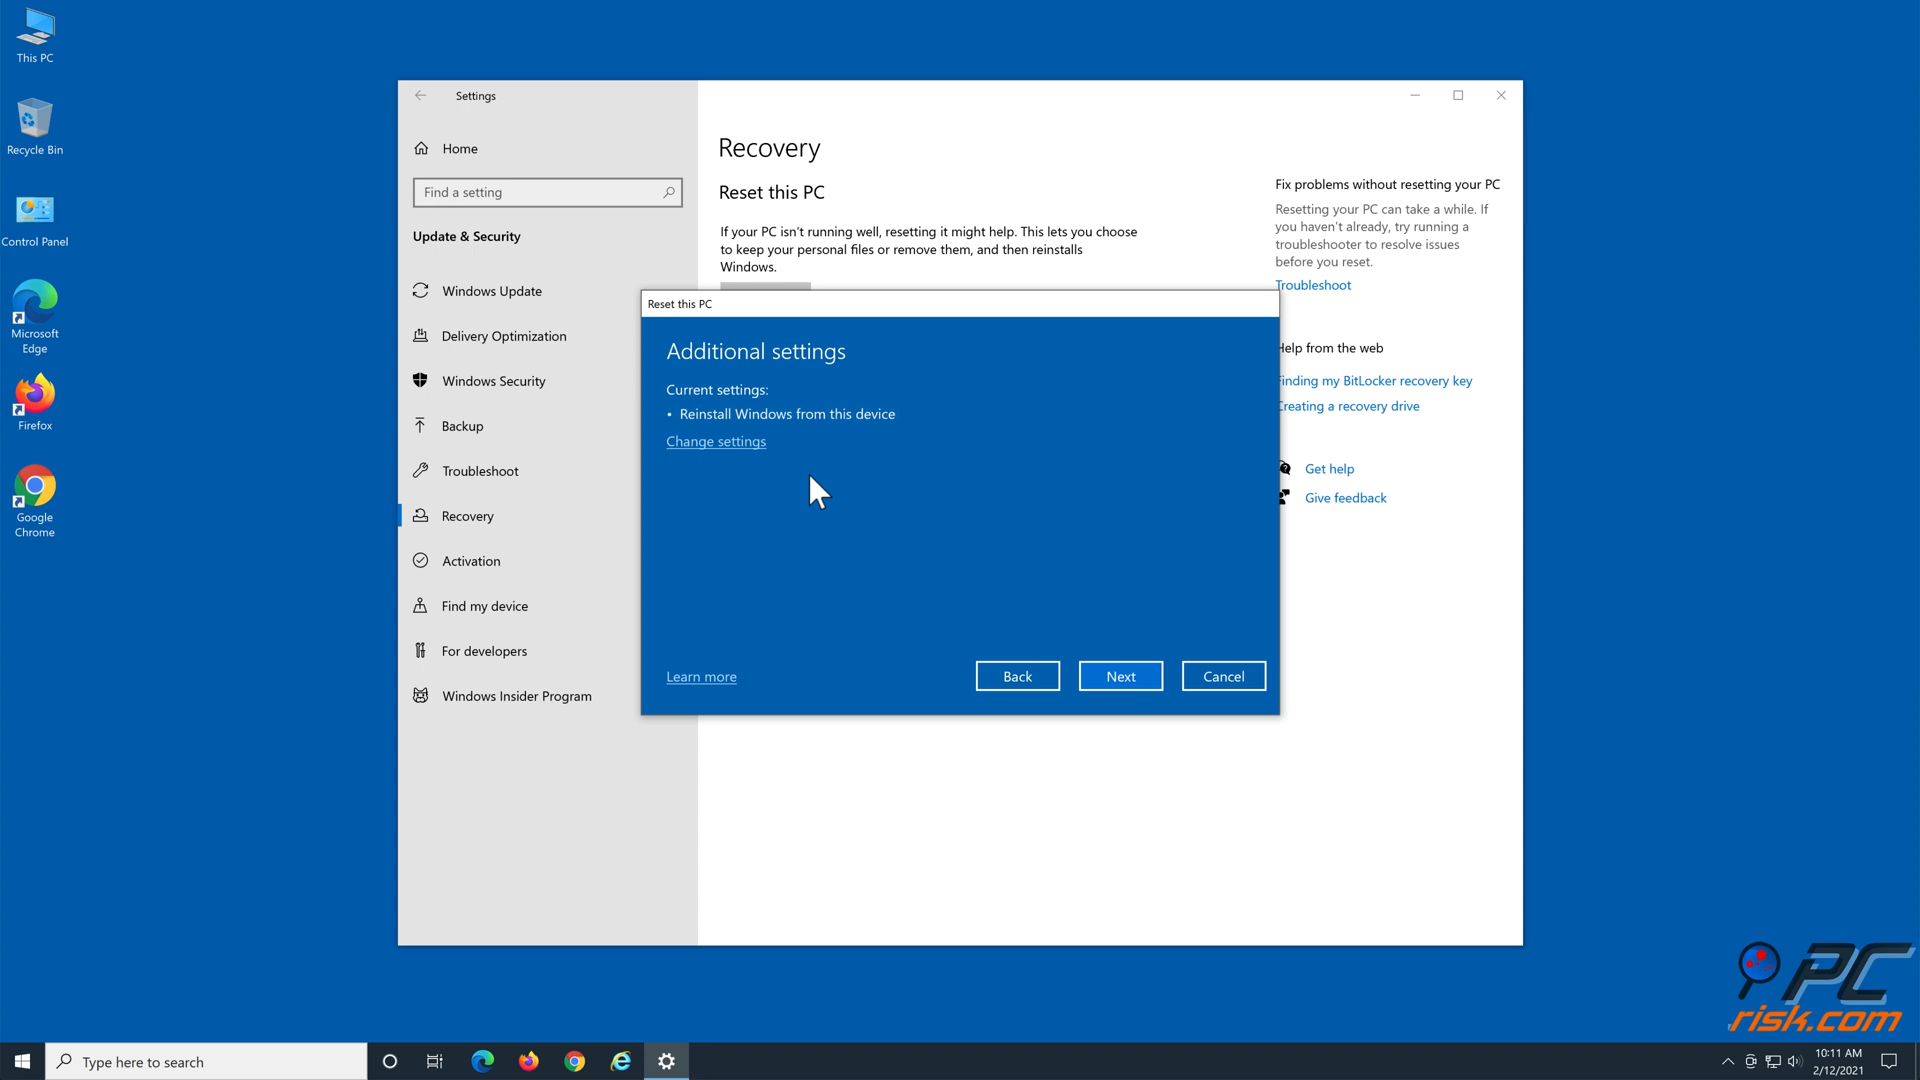 This PC
Recycle Bin
Control Panel
Microsoft
Edge
Firefox
Google
Chrome
Settings
Home
Find a setting
Update & Security
Windows Update
Delivery Optimization
Windows Security
Backup
Troubleshoot
Recovery
Activation
Find my device
For developers
Windows Insider Program
Recovery
Reset this PC
If your PC isn't running well, resetting it might help. This lets you choose
to keep your personal files or remove them, and then reinstalls
Windows.
Reset this PC
Additional settings
Current settings:
• Reinstall Windows from this device
Change settings
Learn more
Back
Next
Cancel
Fix problems without resetting your PC
Resetting your PC can take a while. If
you haven't already, try running a
troubleshooter to resolve issues
before you reset.
Troubleshoot
Help from the web
Finding my BitLocker recovery key
Creating a recovery drive
Get help
Give feedback
PC
risk.com
Type here to search
10:11 AM
2/12/2021